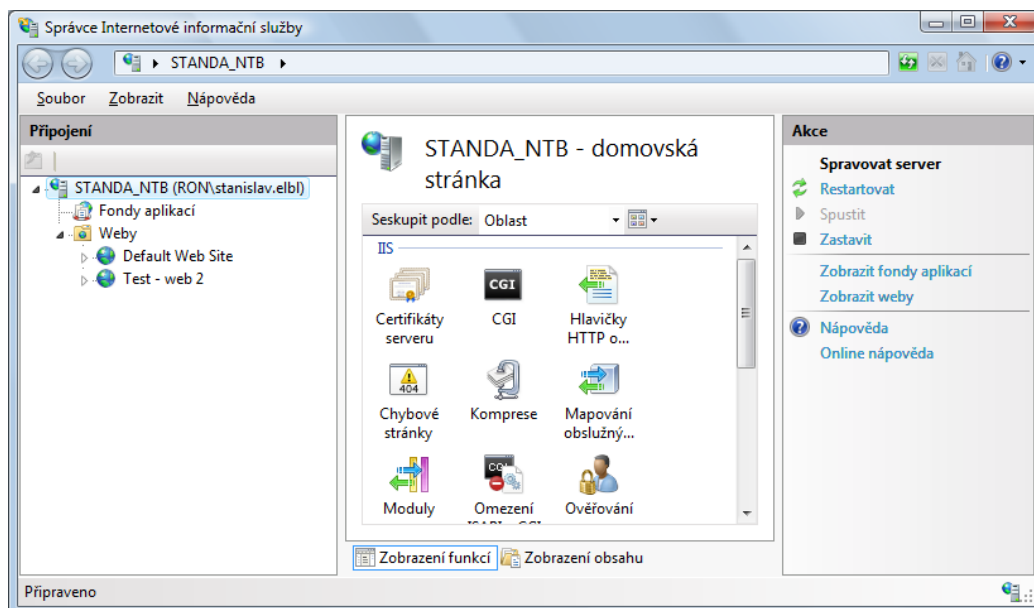 Správce Internetové informační služby
STANDA_NTB
Soubor Zobrazit Nápověda
Připojení
STANDA_NTB (RON\stanislav.elbl)
Fondy aplikací
Weby
Default Web Site
Test - web 2
STANDA_NTB - domovská
stránka
Seskupit podle: Oblast
IIS
Certifikáty
serveru
CGI
CGI
Hlavičky
HTTP o...
404
Chybové
stránky
Komprese
Mapování
obslužný...
Moduly
CGI
Omezení
Ověřování
Zobrazení funkcí Zobrazení obsahu
Akce
Spravovat server
Restartovat
Spustit
Zastavit
Zobrazit fondy aplikací
Zobrazit weby
Nápověda
Online nápověda
Připraveno